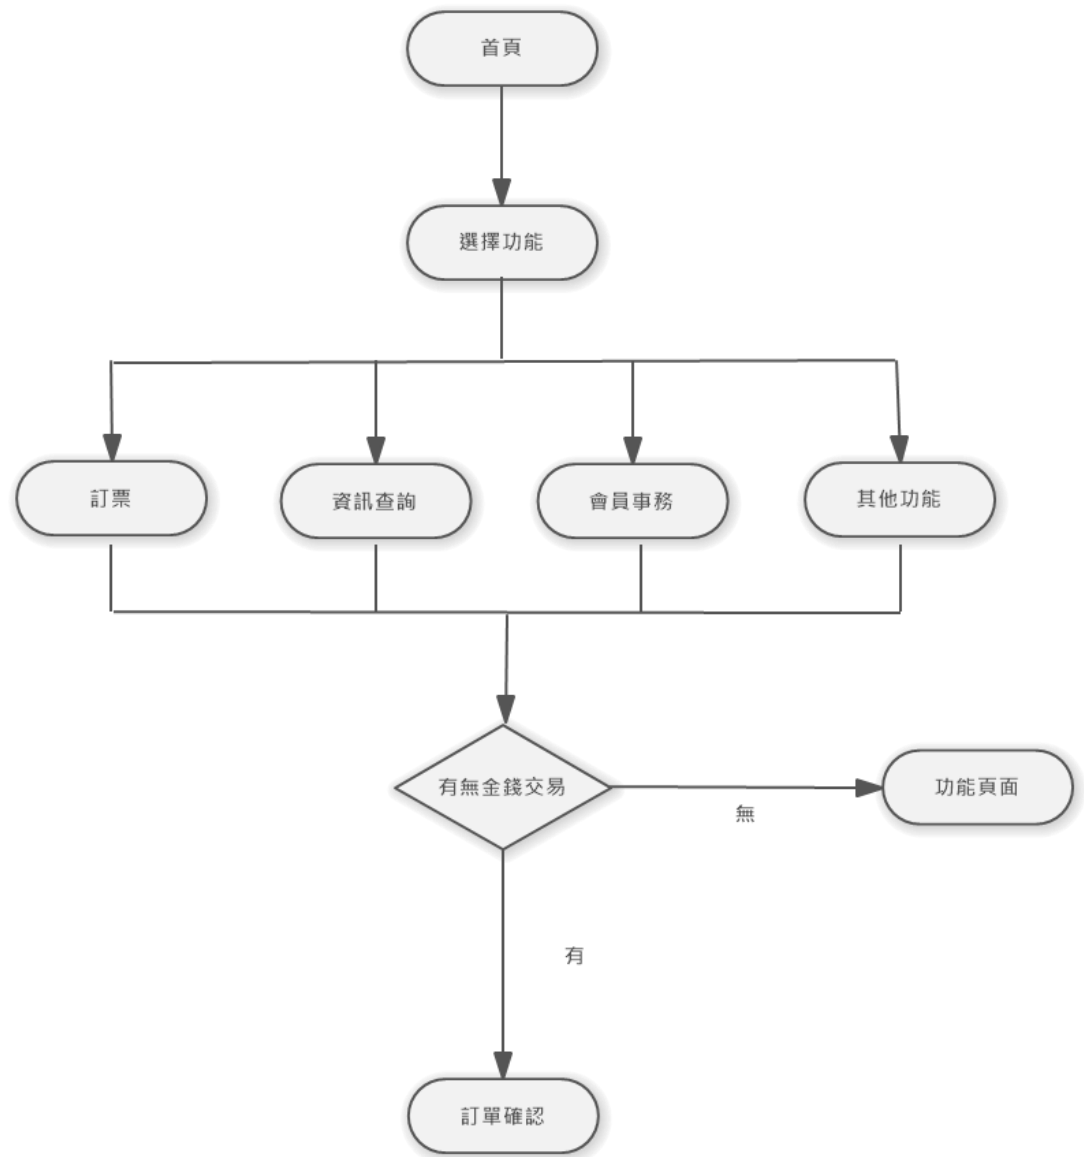 首頁
選擇功能
訂票
資訊查詢
會員事務
其他功能
有無金錢交易
功能頁面
無
有
訂單確認